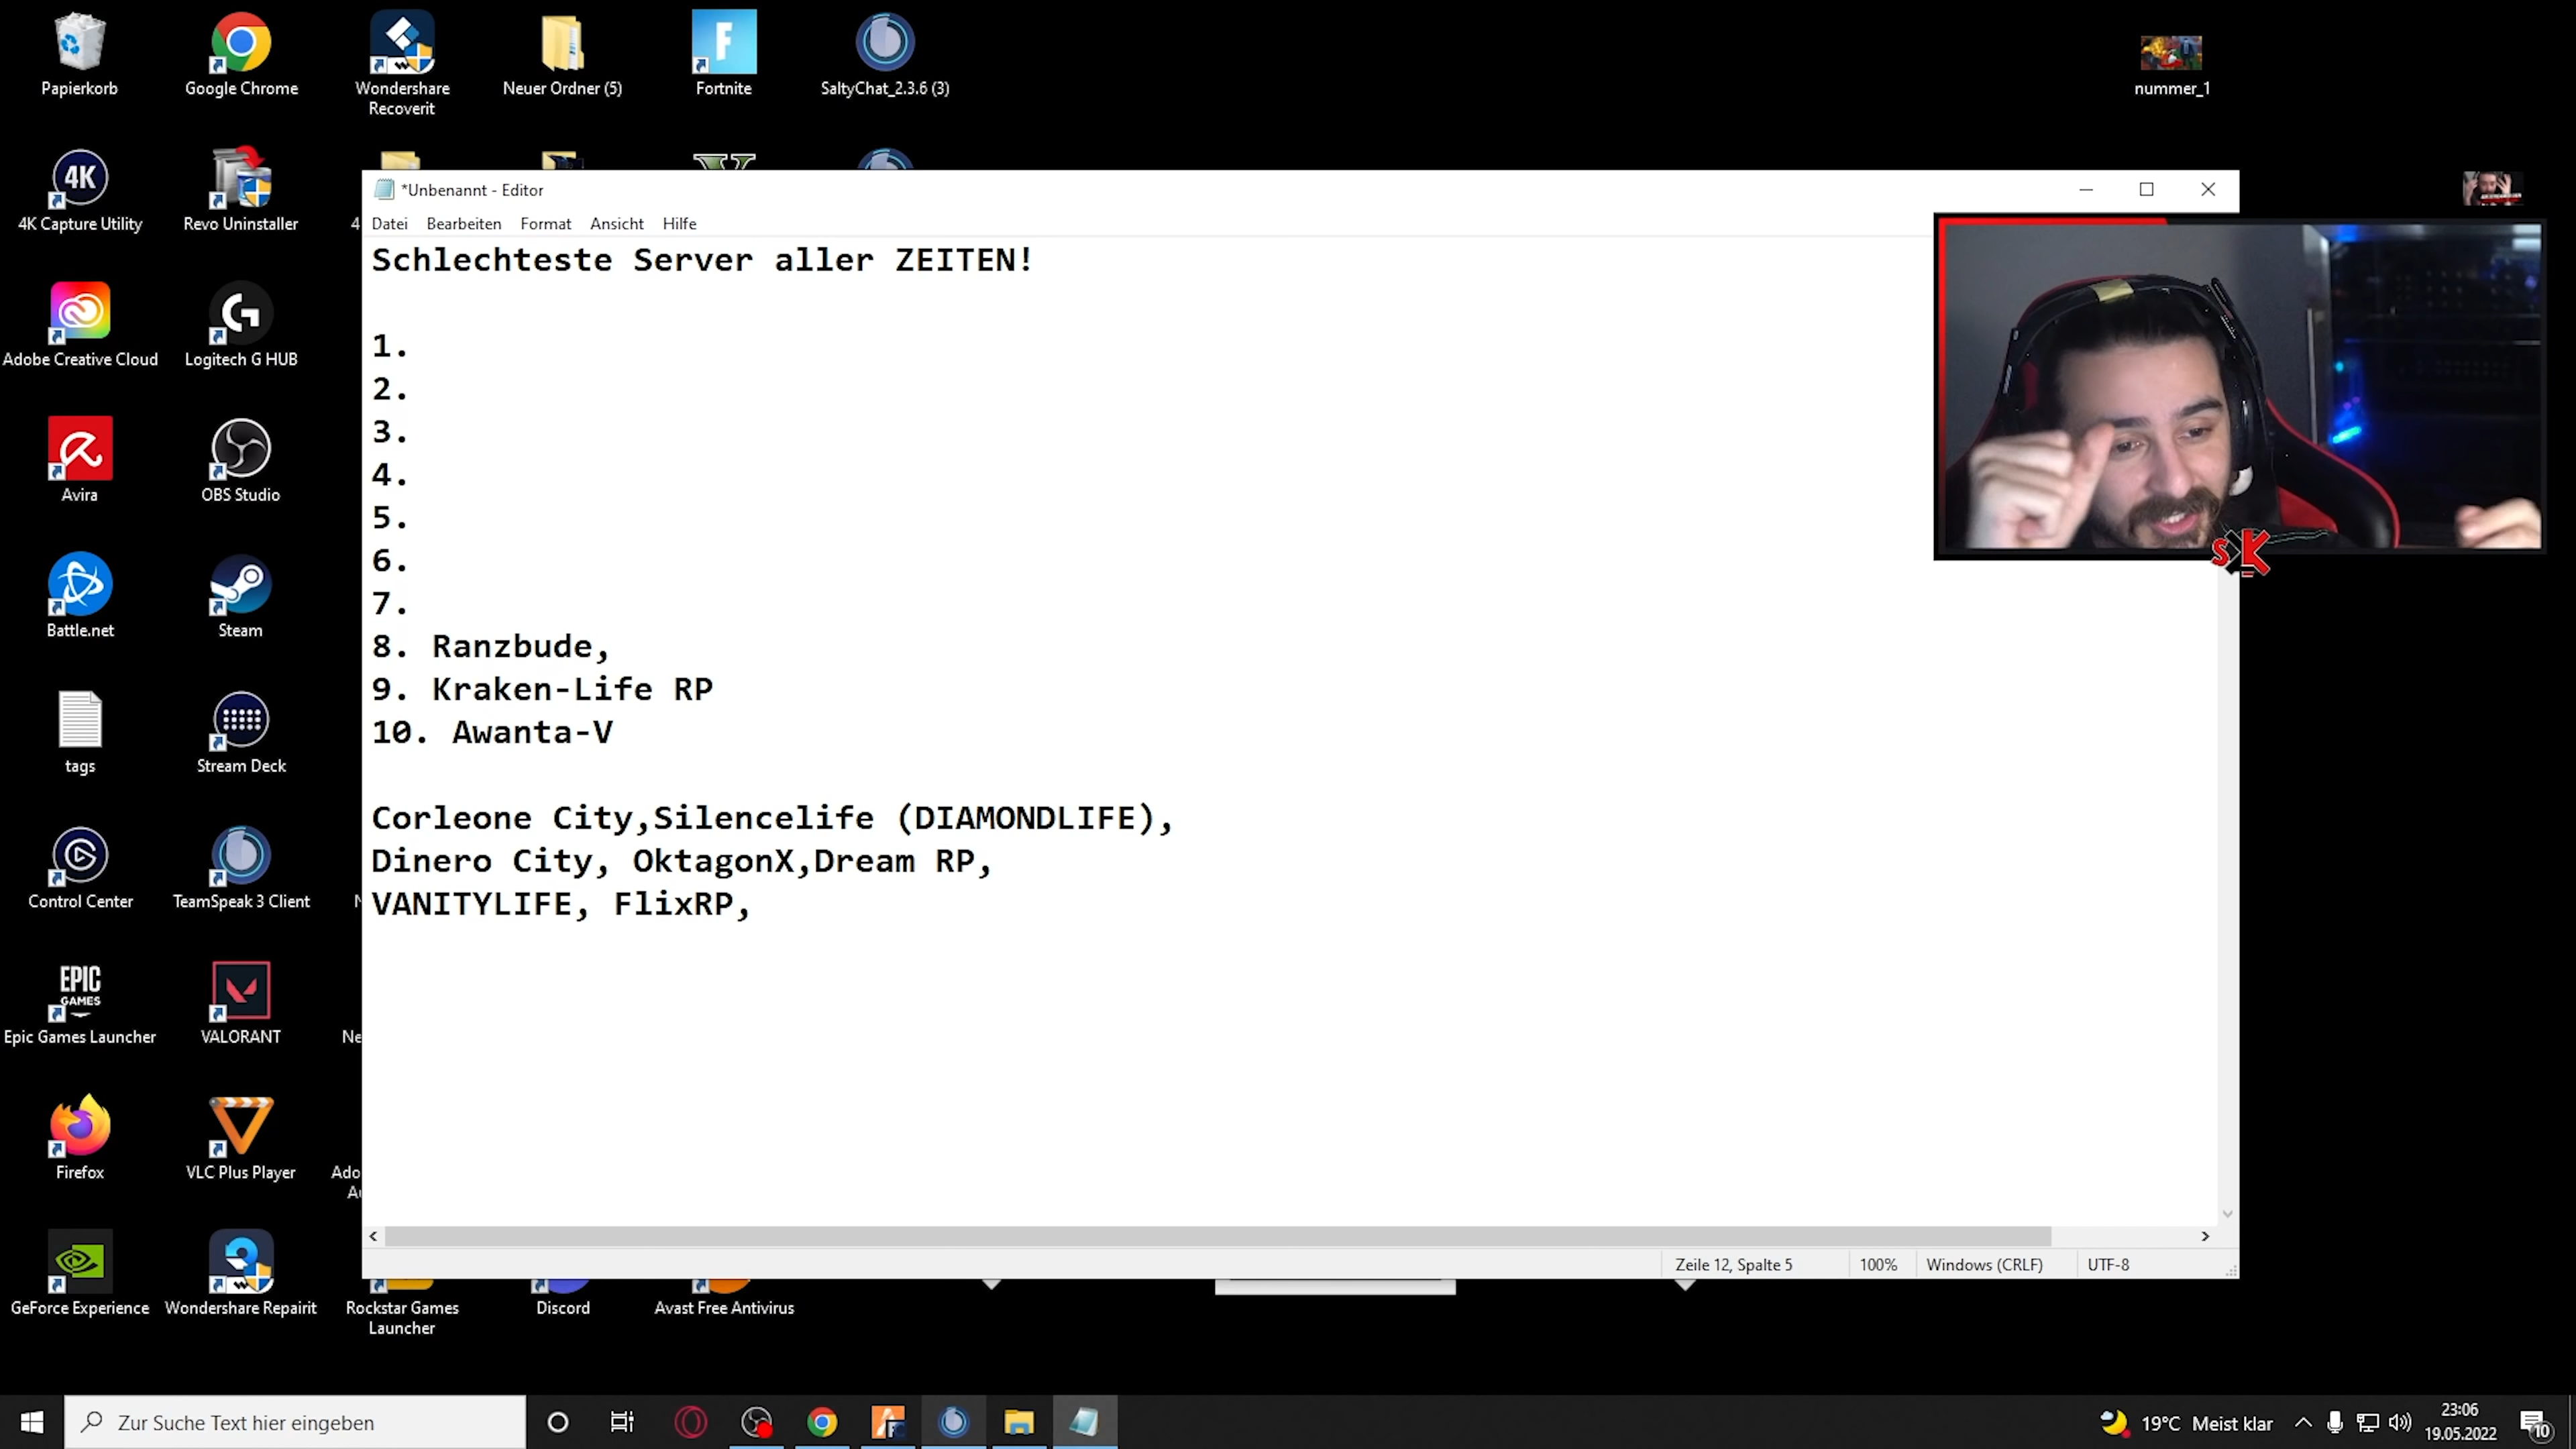 Papierkorb
Google Chrome
Wondershare
Recoverit
Neuer Ordner (5)
Fortnite
SaltyChat_2.3.6 (3)
nummer_1
4K
4K Capture Utility
Revo Uninstaller
*Unbenannt - Editor
Datei Bearbeiten Format Ansicht Hilfe
Schlechteste Server aller ZEITEN!
1.
2.
3.
4.
5.
6.
7.
8. Ranzbude,
9. Kraken-Life RP
10. Awanta-V
Corleone City,Silencelife (DIAMONDLIFE),
Dinero City, OktagonX,Dream RP,
VANITYLIFE, FlixRP,
Zeile 12, Spalte 5
100%
Windows (CRLF)
UTF-8
Adobe Creative Cloud
Logitech G HUB
Avira
OBS Studio
Battle.net
Steam
tags
Stream Deck
Control Center
TeamSpeak 3 Client
EPIC
GAMES
Epic Games Launcher
VALORANT
Firefox
VLC Plus Player
GeForce Experience
Wondershare Repairit
Rockstar Games
Launcher
Discord
Avast Free Antivirus
Zur Suche Text hier eingeben
19°C Meist klar
23:06
19.05.2022
10